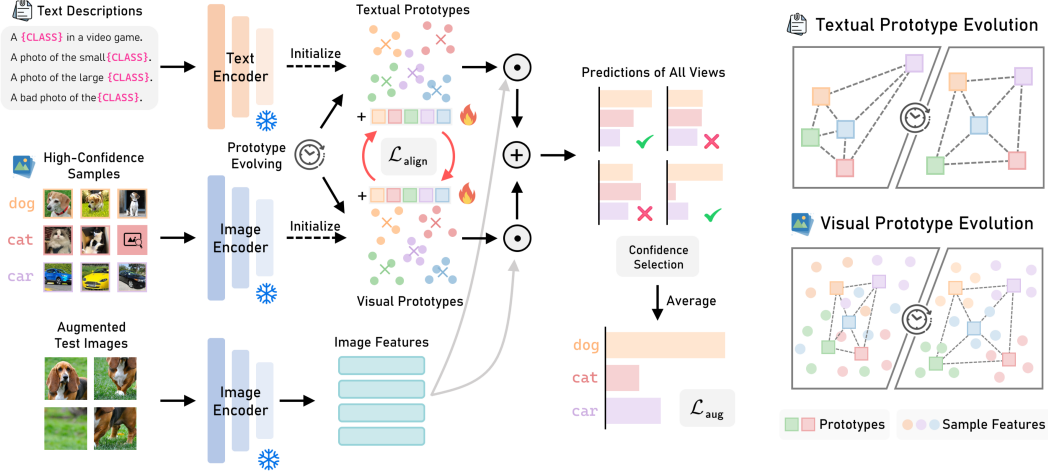 Text Descriptions
A {CLASS} in a video game.
A photo of the small{CLASS}.
A photo of the large {CLASS}.
A bad photo of the{CLASS}.
Text
Encoder
Initialize
Textual Prototypes
+
Prototype
Evolving
L align
+
High-Confidence
Samples
dog
cat
car
Image
Encoder
Initialize
Visual Prototypes
Augmented
Test Images
Image
Encoder
Image Features
+
Predictions of All Views
Confidence
Selection
Average
dog
cat
car
L aug
Textual Prototype Evolution
Visual Prototype Evolution
Prototypes
Sample Features